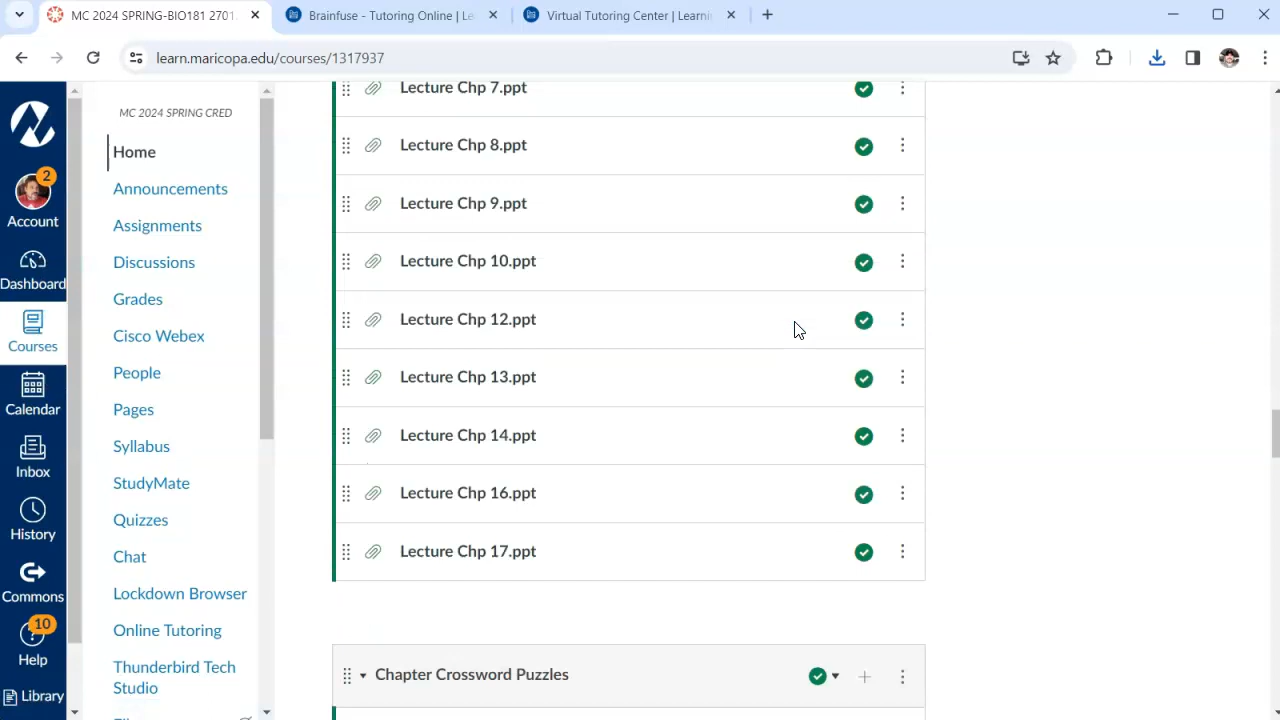 MC 2024 SPRING-BIO181 2701
Brainfuse - Tutoring Online | Le
Virtual Tutoring Center | Learni
learn.maricopa.edu/courses/1317937
2
Account
Dashboard
Courses
Calendar
Inbox
History
Commons
10
Help
Library
MC 2024 SPRING CRED
Home
Announcements
Assignments
Discussions
Grades
Cisco Webex
People
Pages
Syllabus
StudyMate
Quizzes
Chat
Lockdown Browser
Online Tutoring
Thunderbird Tech
Studio
Lecture Chp 7.ppt
Lecture Chp 8.ppt
Lecture Chp 9.ppt
Lecture Chp 10.ppt
Lecture Chp 12.ppt
Lecture Chp 13.ppt
Lecture Chp 14.ppt
Lecture Chp 16.ppt
Lecture Chp 17.ppt
Chapter Crossword Puzzles